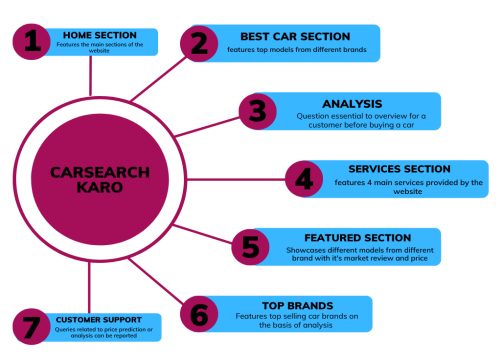 1
HOME SECTION
Features the main sections of the
website
2
BEST CAR SECTION
features top models from different brands
3
ANALYSIS
Question essential to overview for a
customer before buying a car
CARSEARCH
KARO
4
SERVICES SECTION
features 4 main services provided by the
website
5
FEATURED SECTION
Showcases different models from different
brand with it's market review and price
6
TOP BRANDS
Features top selling car brands on
the basis of analysis
7
CUSTOMER SUPPORT
Queries related to price prediction or
analysis can be reported